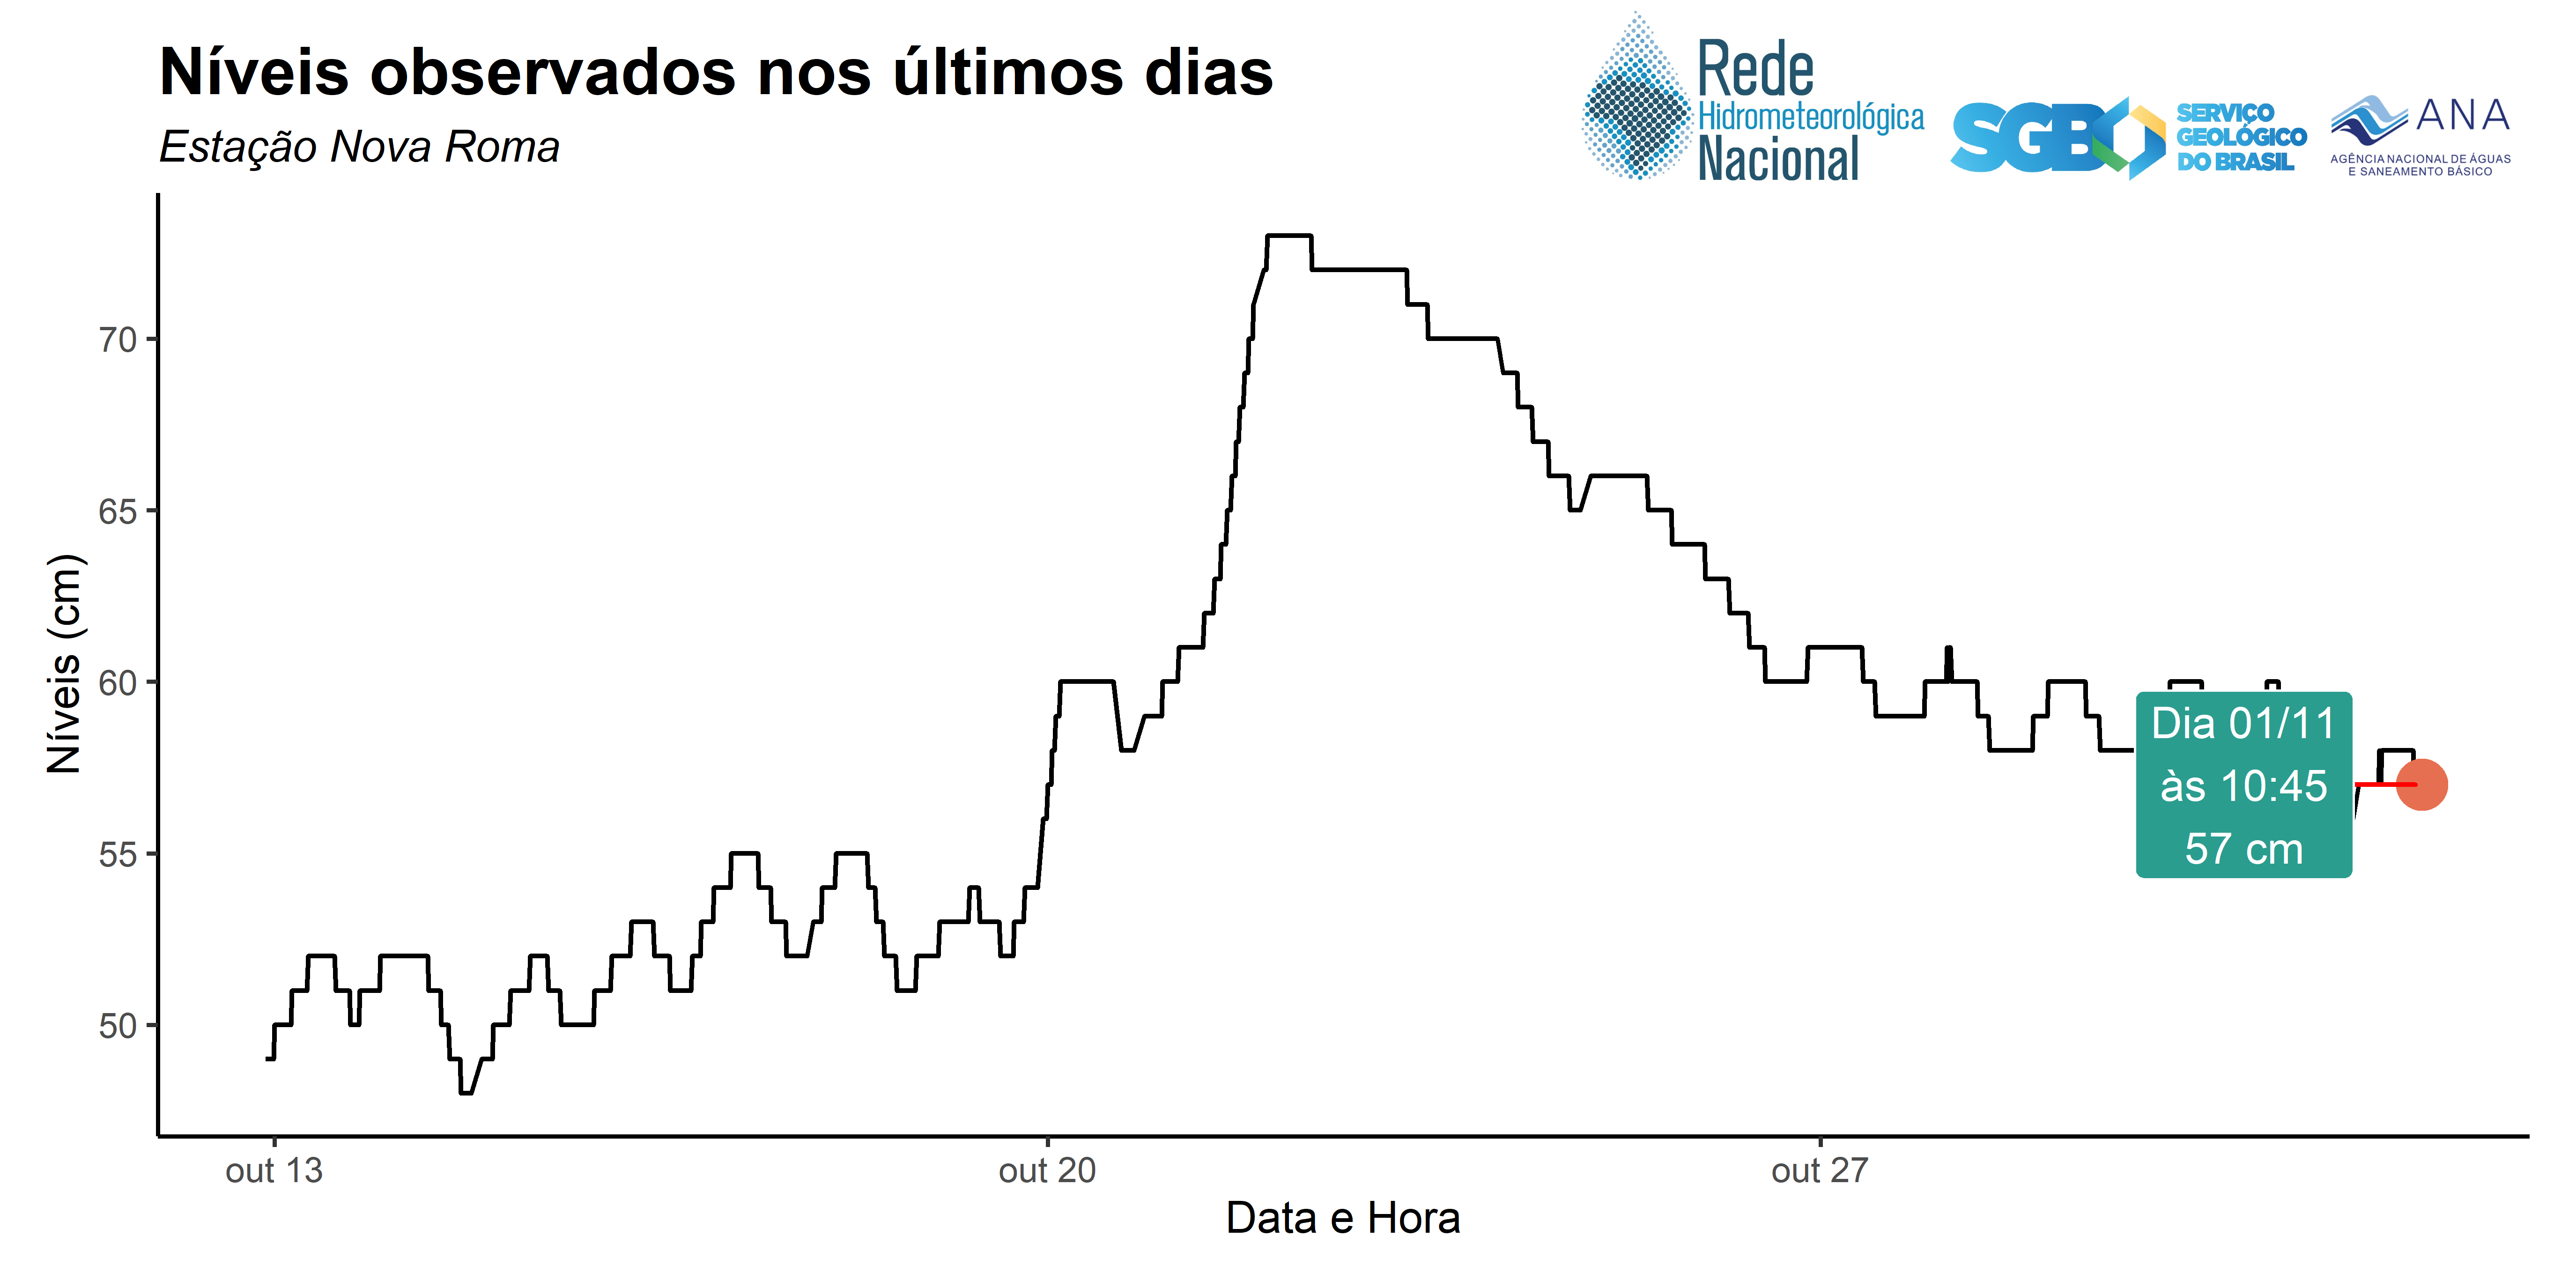 Níveis observados nos últimos dias
Estação Nova Roma
Rede
Hidrometeorológica
Nacional
SGB
SERVIÇO
GEOLÓGICO
DO BRASIL
ANA
AGÊNCIA NACIONAL DE ÁGUAS
E SANEAMENTO BÁSICO
Níveis (cm)
70
65
60
55
50
Dia 01/11
às 10:45
57 cm
out 13
out 20
out 27
Data e Hora